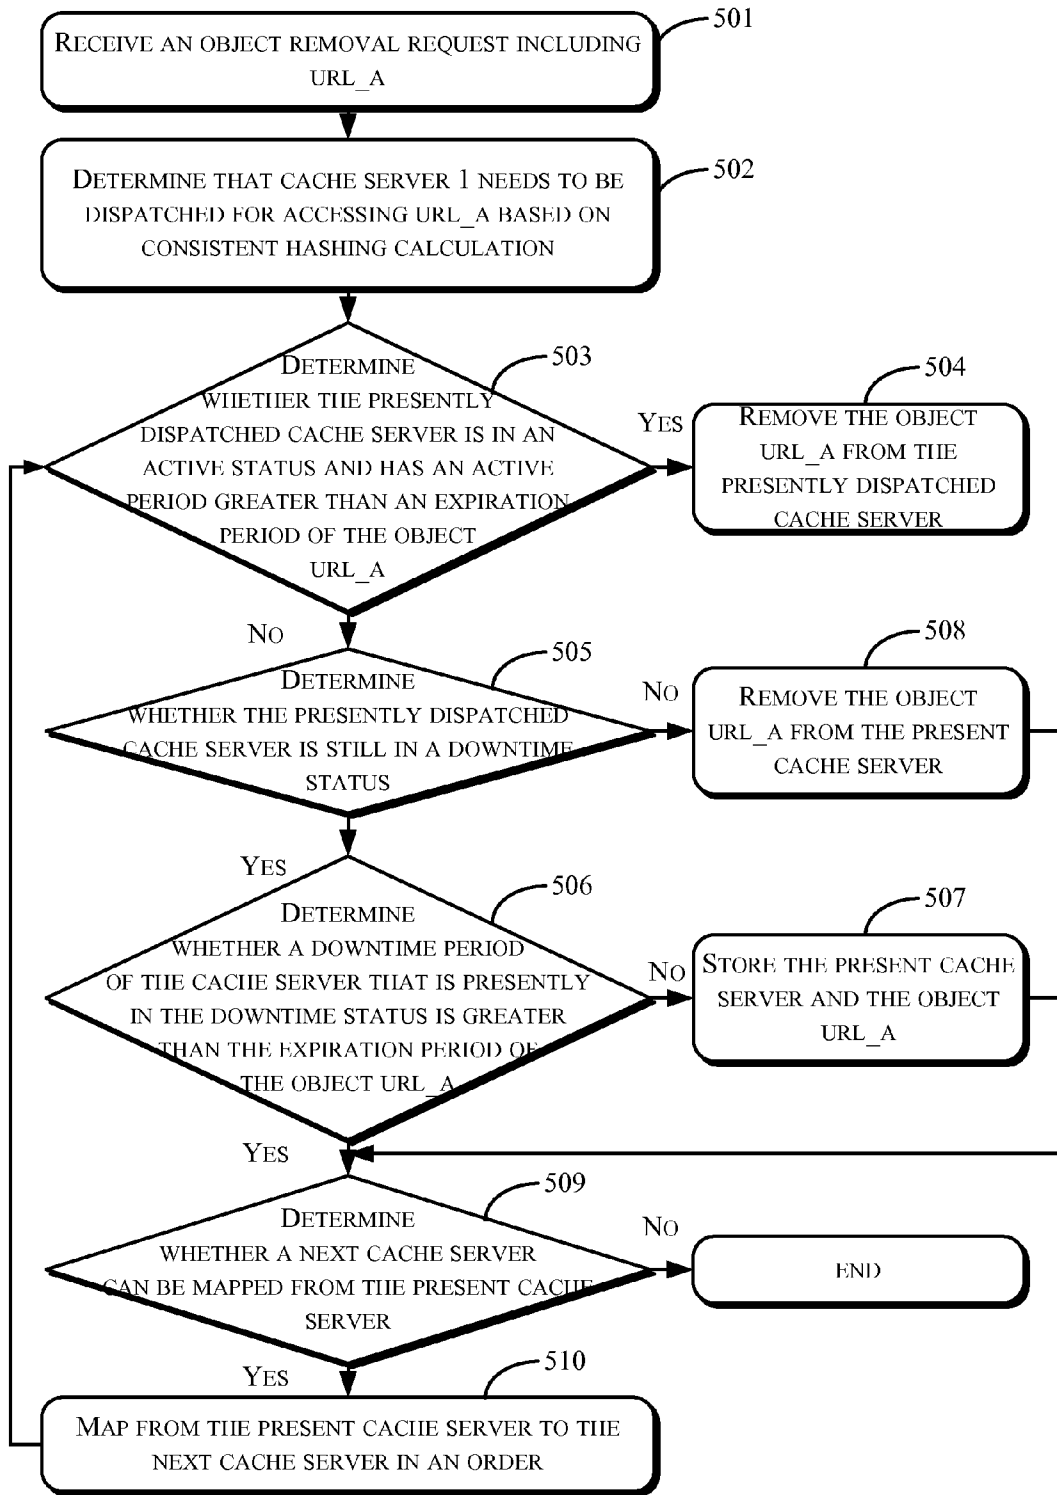 501
RECEIVE AN OBJECT REMOVAL REQUEST INCLUDING
URL_A
502
DETERMINE THAT CACHE SERVER 1 NEEDS TO BE
DISPATCHED FOR ACCESSING URL_A BASED ON
CONSISTENT HASHING CALCULATION
503
DETERMINE
WHETHER THE PRESENTLY
DISPATCHED CACHE SERVER IS IN AN
ACTIVE STATUS AND HAS AN ACTIVE
PERIOD GREATER THAN AN EXPIRATION
PERIOD OF THE OBJECT
URL_A
YES
504
REMOVE THE OBJECT
URL_A FROM THE
PRESENTLY DISPATCHED
CACHE SERVER
NO
505
DETERMINE
WHETHER THE PRESENTLY DISPATCHED
CACHE SERVER IS STILL IN A DOWNTIME
STATUS
NO
508
REMOVE THE OBJECT
URL_A FROM THE PRESENT
CACHE SERVER
YES
506
DETERMINE
WHETHER A DOWNTIME PERIOD
OF THE CACHE SERVER THAT IS PRESENTLY
IN THE DOWNTIME STATUS IS GREATER
THAN THE EXPIRATION PERIOD OF
THE OBJECT URL_A
NO
507
STORE THE PRESENT CACHE
SERVER AND THE OBJECT
URL_A
YES
509
DETERMINE
WHETHER A NEXT CACHE SERVER
CAN BE MAPPED FROM THE PRESENT CACHE
SERVER
NO
END
YES
510
MAP FROM THE PRESENT CACHE SERVER TO THE
NEXT CACHE SERVER IN AN ORDER